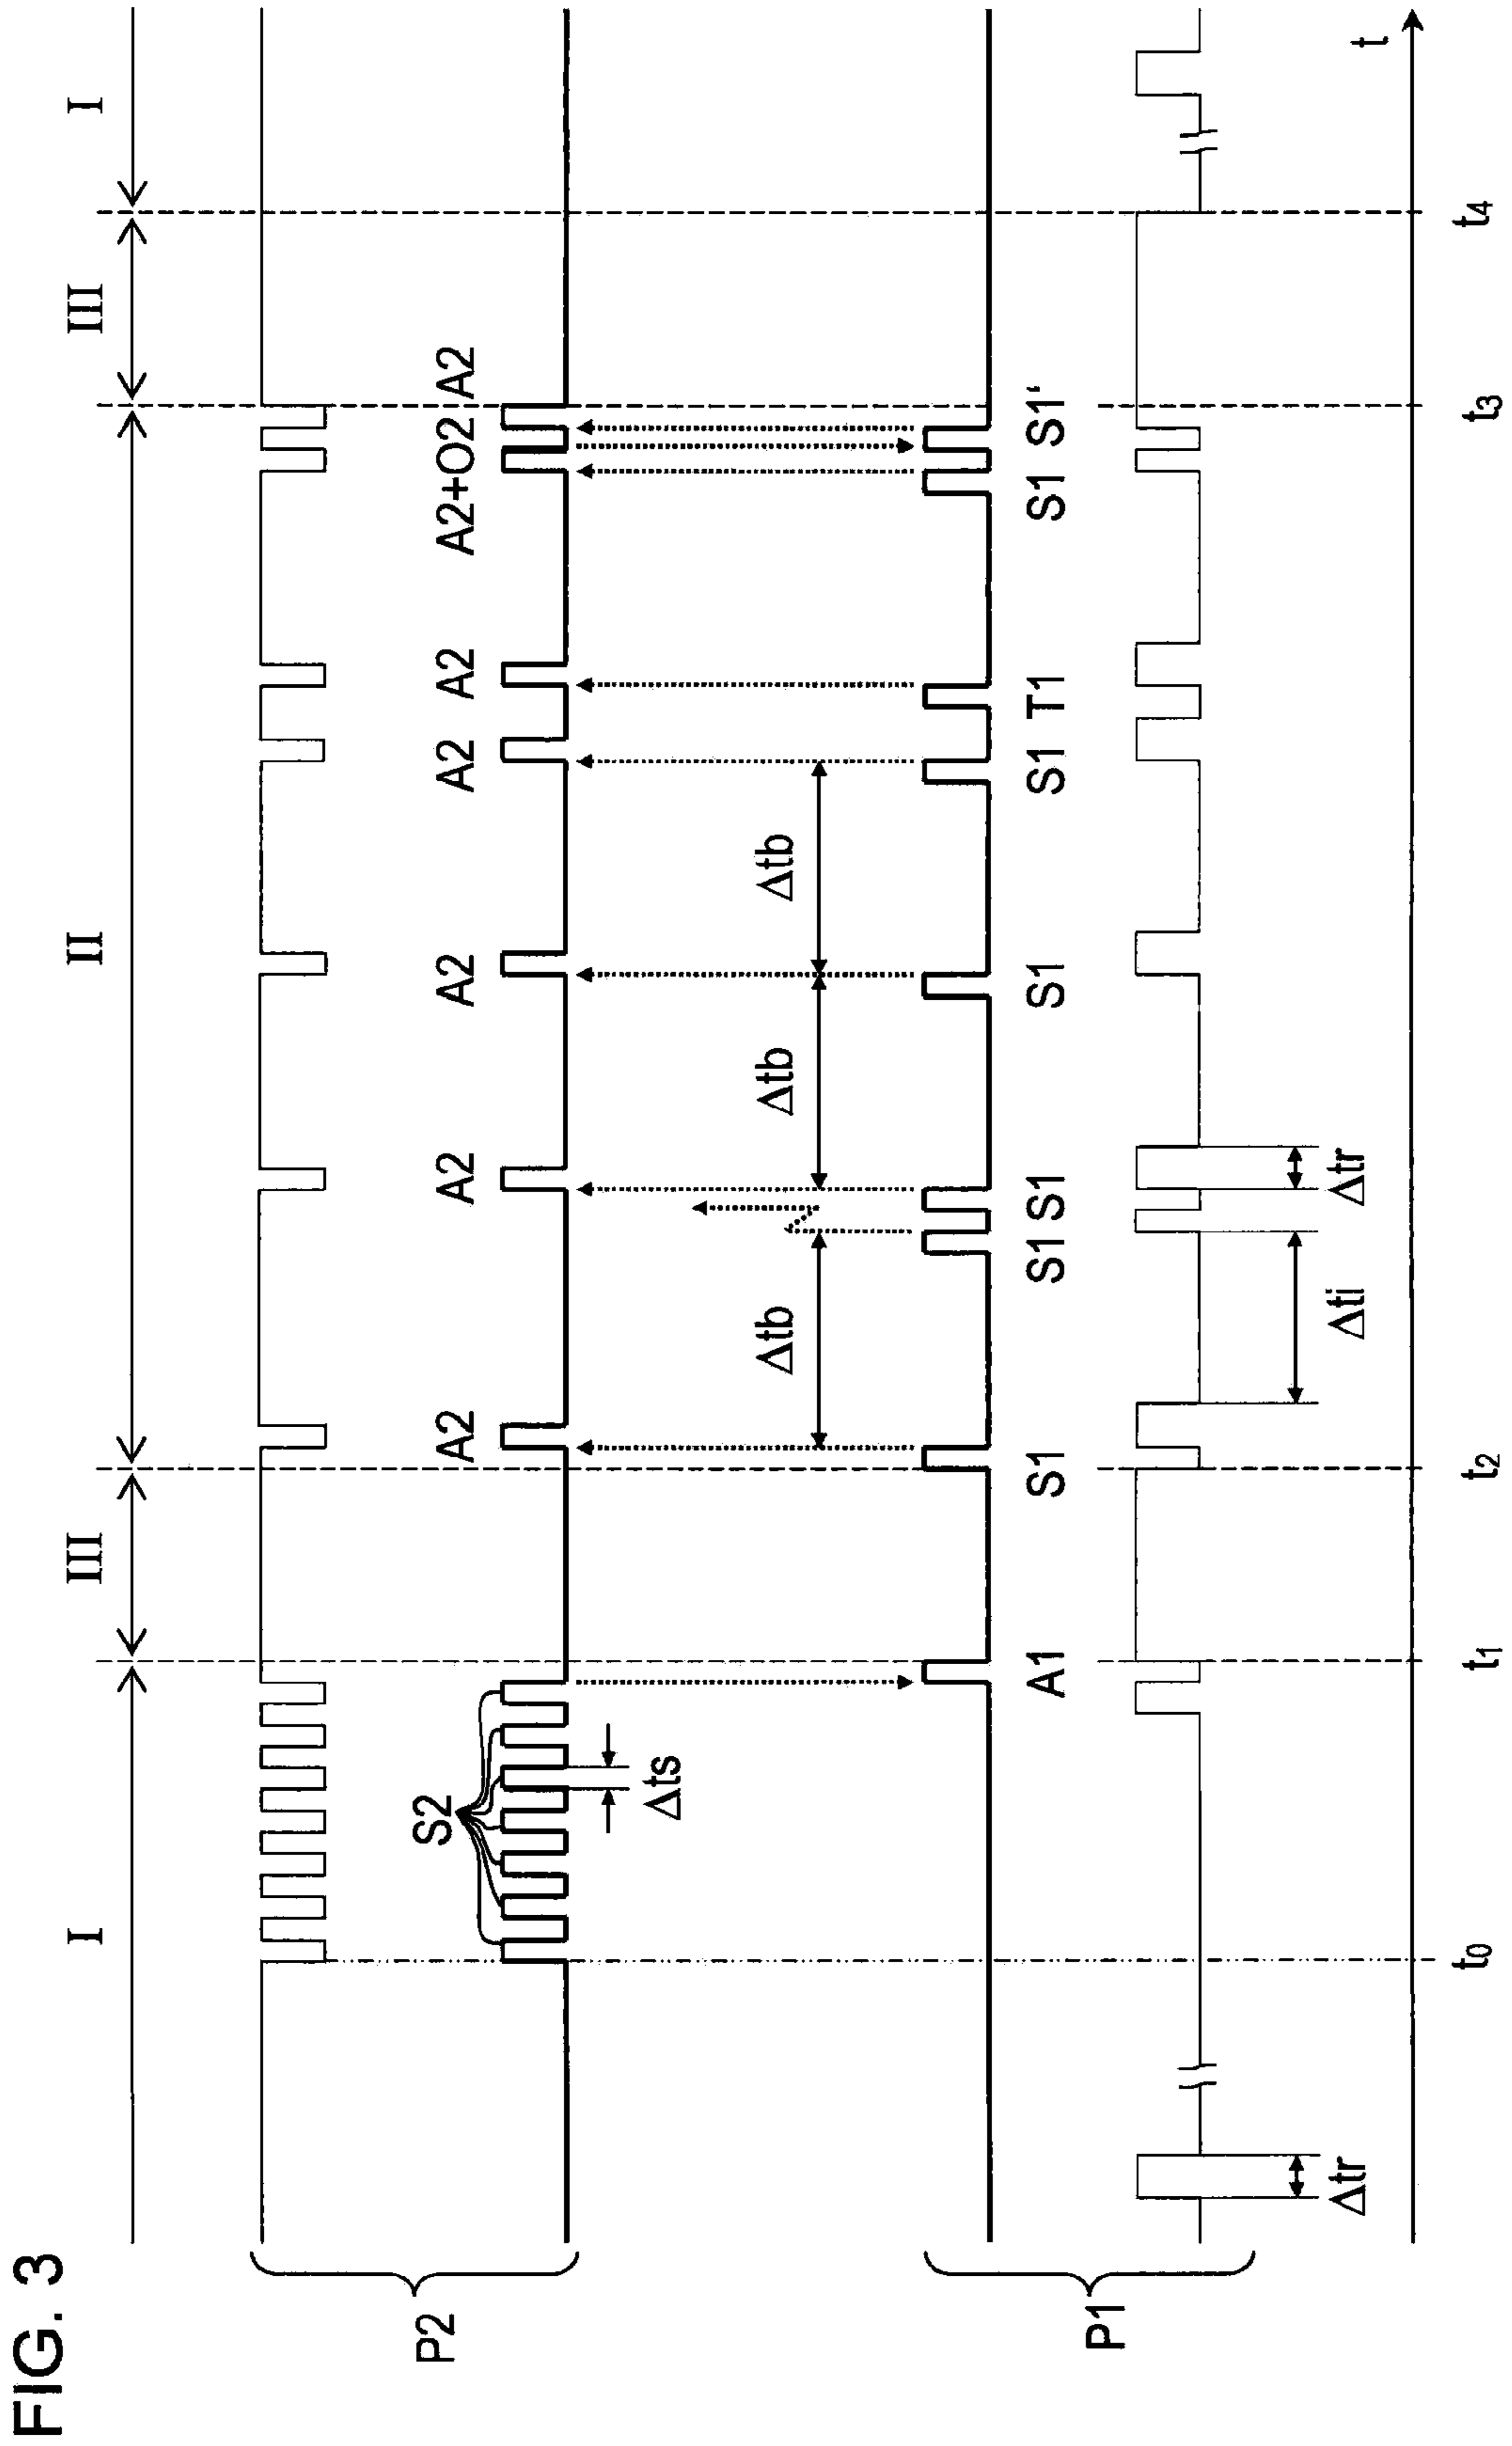 FIG. 3
I III II III I
P2
S2 A2 A2 A2 A2 A2 A2+O2 A2
Δts
Δtb Δtb Δtb
P1
A1 S1 S1 S1 S1 S1 T1 S1 S1'
Δtr Δti Δtr
t
t0 t1 t2 t3 t4